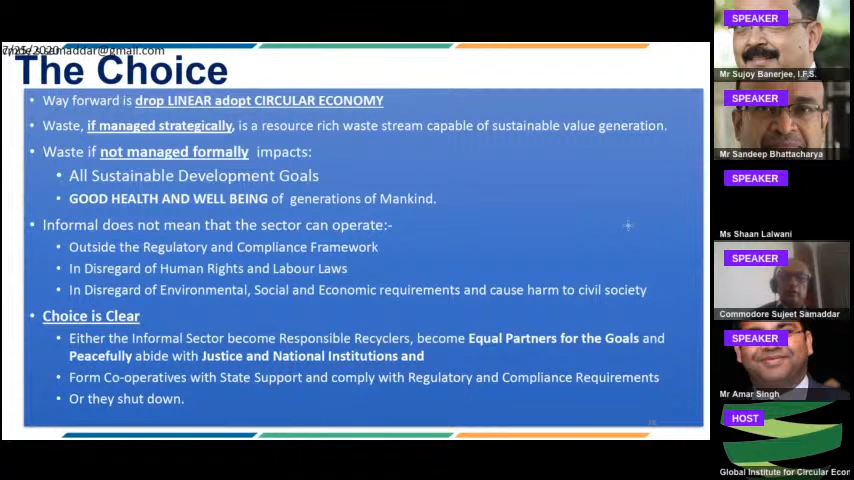 The Choice
Way forward is drop LINEAR adopt CIRCULAR ECONOMY
Waste, if managed strategically, is a resource rich waste stream capable of sustainable value generation.
Waste if not managed formally impacts:
All Sustainable Development Goals
GOOD HEALTH AND WELL BEING of generations of Mankind.
Informal does not mean that the sector can operate:-
Outside the Regulatory and Compliance Framework
In Disregard of Human Rights and Labour Laws
In Disregard of Environmental, Social and Economic requirements and cause harm to civil society
Choice is Clear
Either the Informal Sector become Responsible Recyclers, become Equal Partners for the Goals and
Peacefully abide with Justice and National Institutions and
Form Co-operatives with State Support and comply with Regulatory and Compliance Requirements
Or they shut down.
SPEAKER
Mr Sujoy Banerjee, I.F.S.
SPEAKER
Mr Sandeep Bhattacharya
SPEAKER
Ms Shaan Lalwani
SPEAKER
Commodore Sujeet Samaddar
SPEAKER
Mr Amar Singh
HOST
Global Institute for Circular Econ